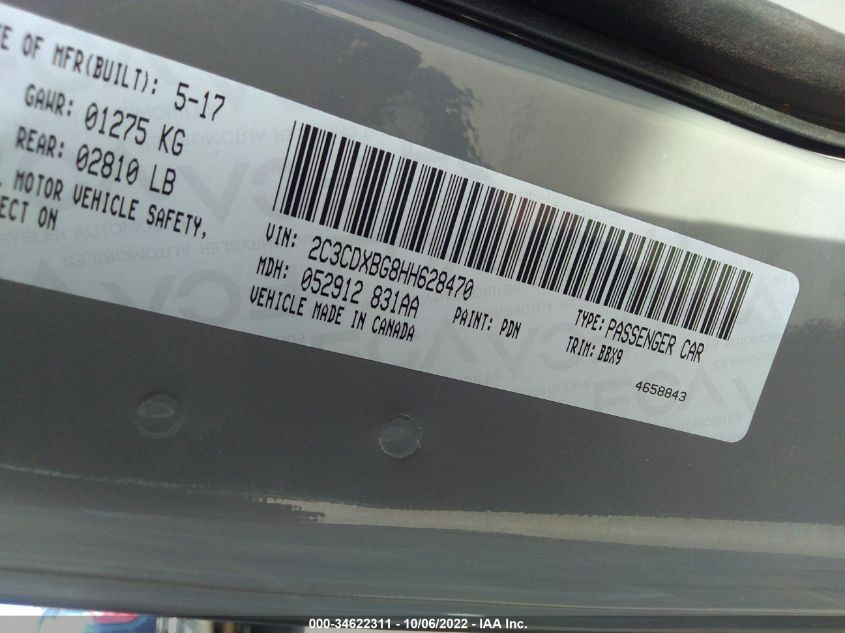 E OF MFR(BUILT): 5-17
GAWR: 01275 KG
REAR: 02810 LB
MOTOR VEHICLE SAFETY,
ECT ON
VIN: 2C3CDXBG8HH628470
TYPE: PASSENGER CAR
MDH: 052912 831AA
PAINT: PDN
TRIM: BBX9
VEHICLE MADE IN CANADA
4658843
000-34622311 - 10/06/2022 - IAA Inc.